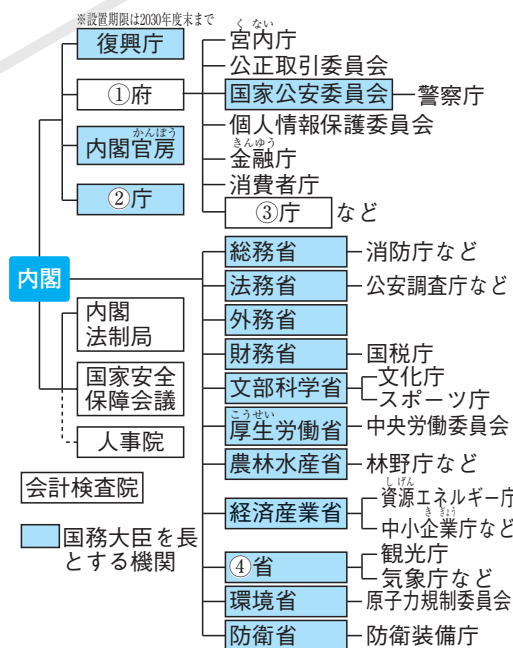 ※設置期限は2030年度末まで
復興庁
①府
かんぼう
内閣官房
②庁
く ない
宮内庁
公正取引委員会
国家公安委員会
警察庁
個人情報保護委員会
きんゆう
金融庁
消費者庁
③庁 など
内閣
内閣
法制局
国家安全
保障会議
人事院
会計検査院
国務大臣を長
とする機関
総務省
消防庁など
法務省
公安調査庁など
外務省
財務省
国税庁
文部科学省
文化庁
スポーツ庁
こうせい
厚生労働省
中央労働委員会
農林水産省
林野庁など
経済産業省
しげん
資源エネルギー庁
き ぎょう
中小企業庁など
④省
観光庁
気象庁など
環境省
原子力規制委員会
防衛省
防衛装備庁